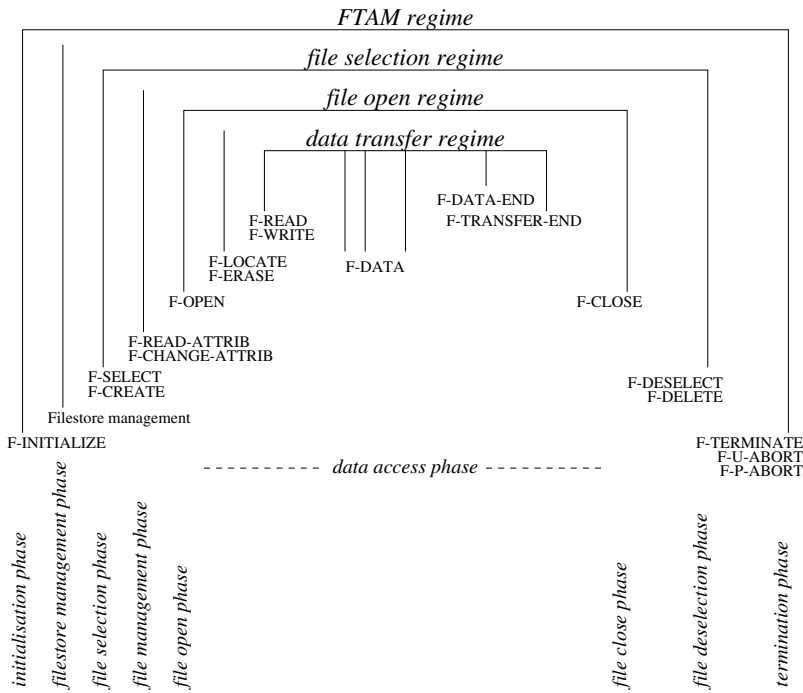 FTAM regime
file selection regime
file open regime
data transfer regime
F-DATA-END
F-READ
F-TRANSFER-END
F-WRITE
F-LOCATE
F-DATA
F-ERASE
F-OPEN
F-CLOSE
F-READ-ATTRIB
F-CHANGE-ATTRIB
F-SELECT
F-DESELECT
F-CREATE
F-DELETE
Filestore management
F-INITIALIZE
F-TERMINATE
F-U-ABORT
data access phase
F-P-ABORT
initialisation phase
filestore management phase
file selection phase
file management phase
file open phase
file close phase
file deselection phase
termination phase